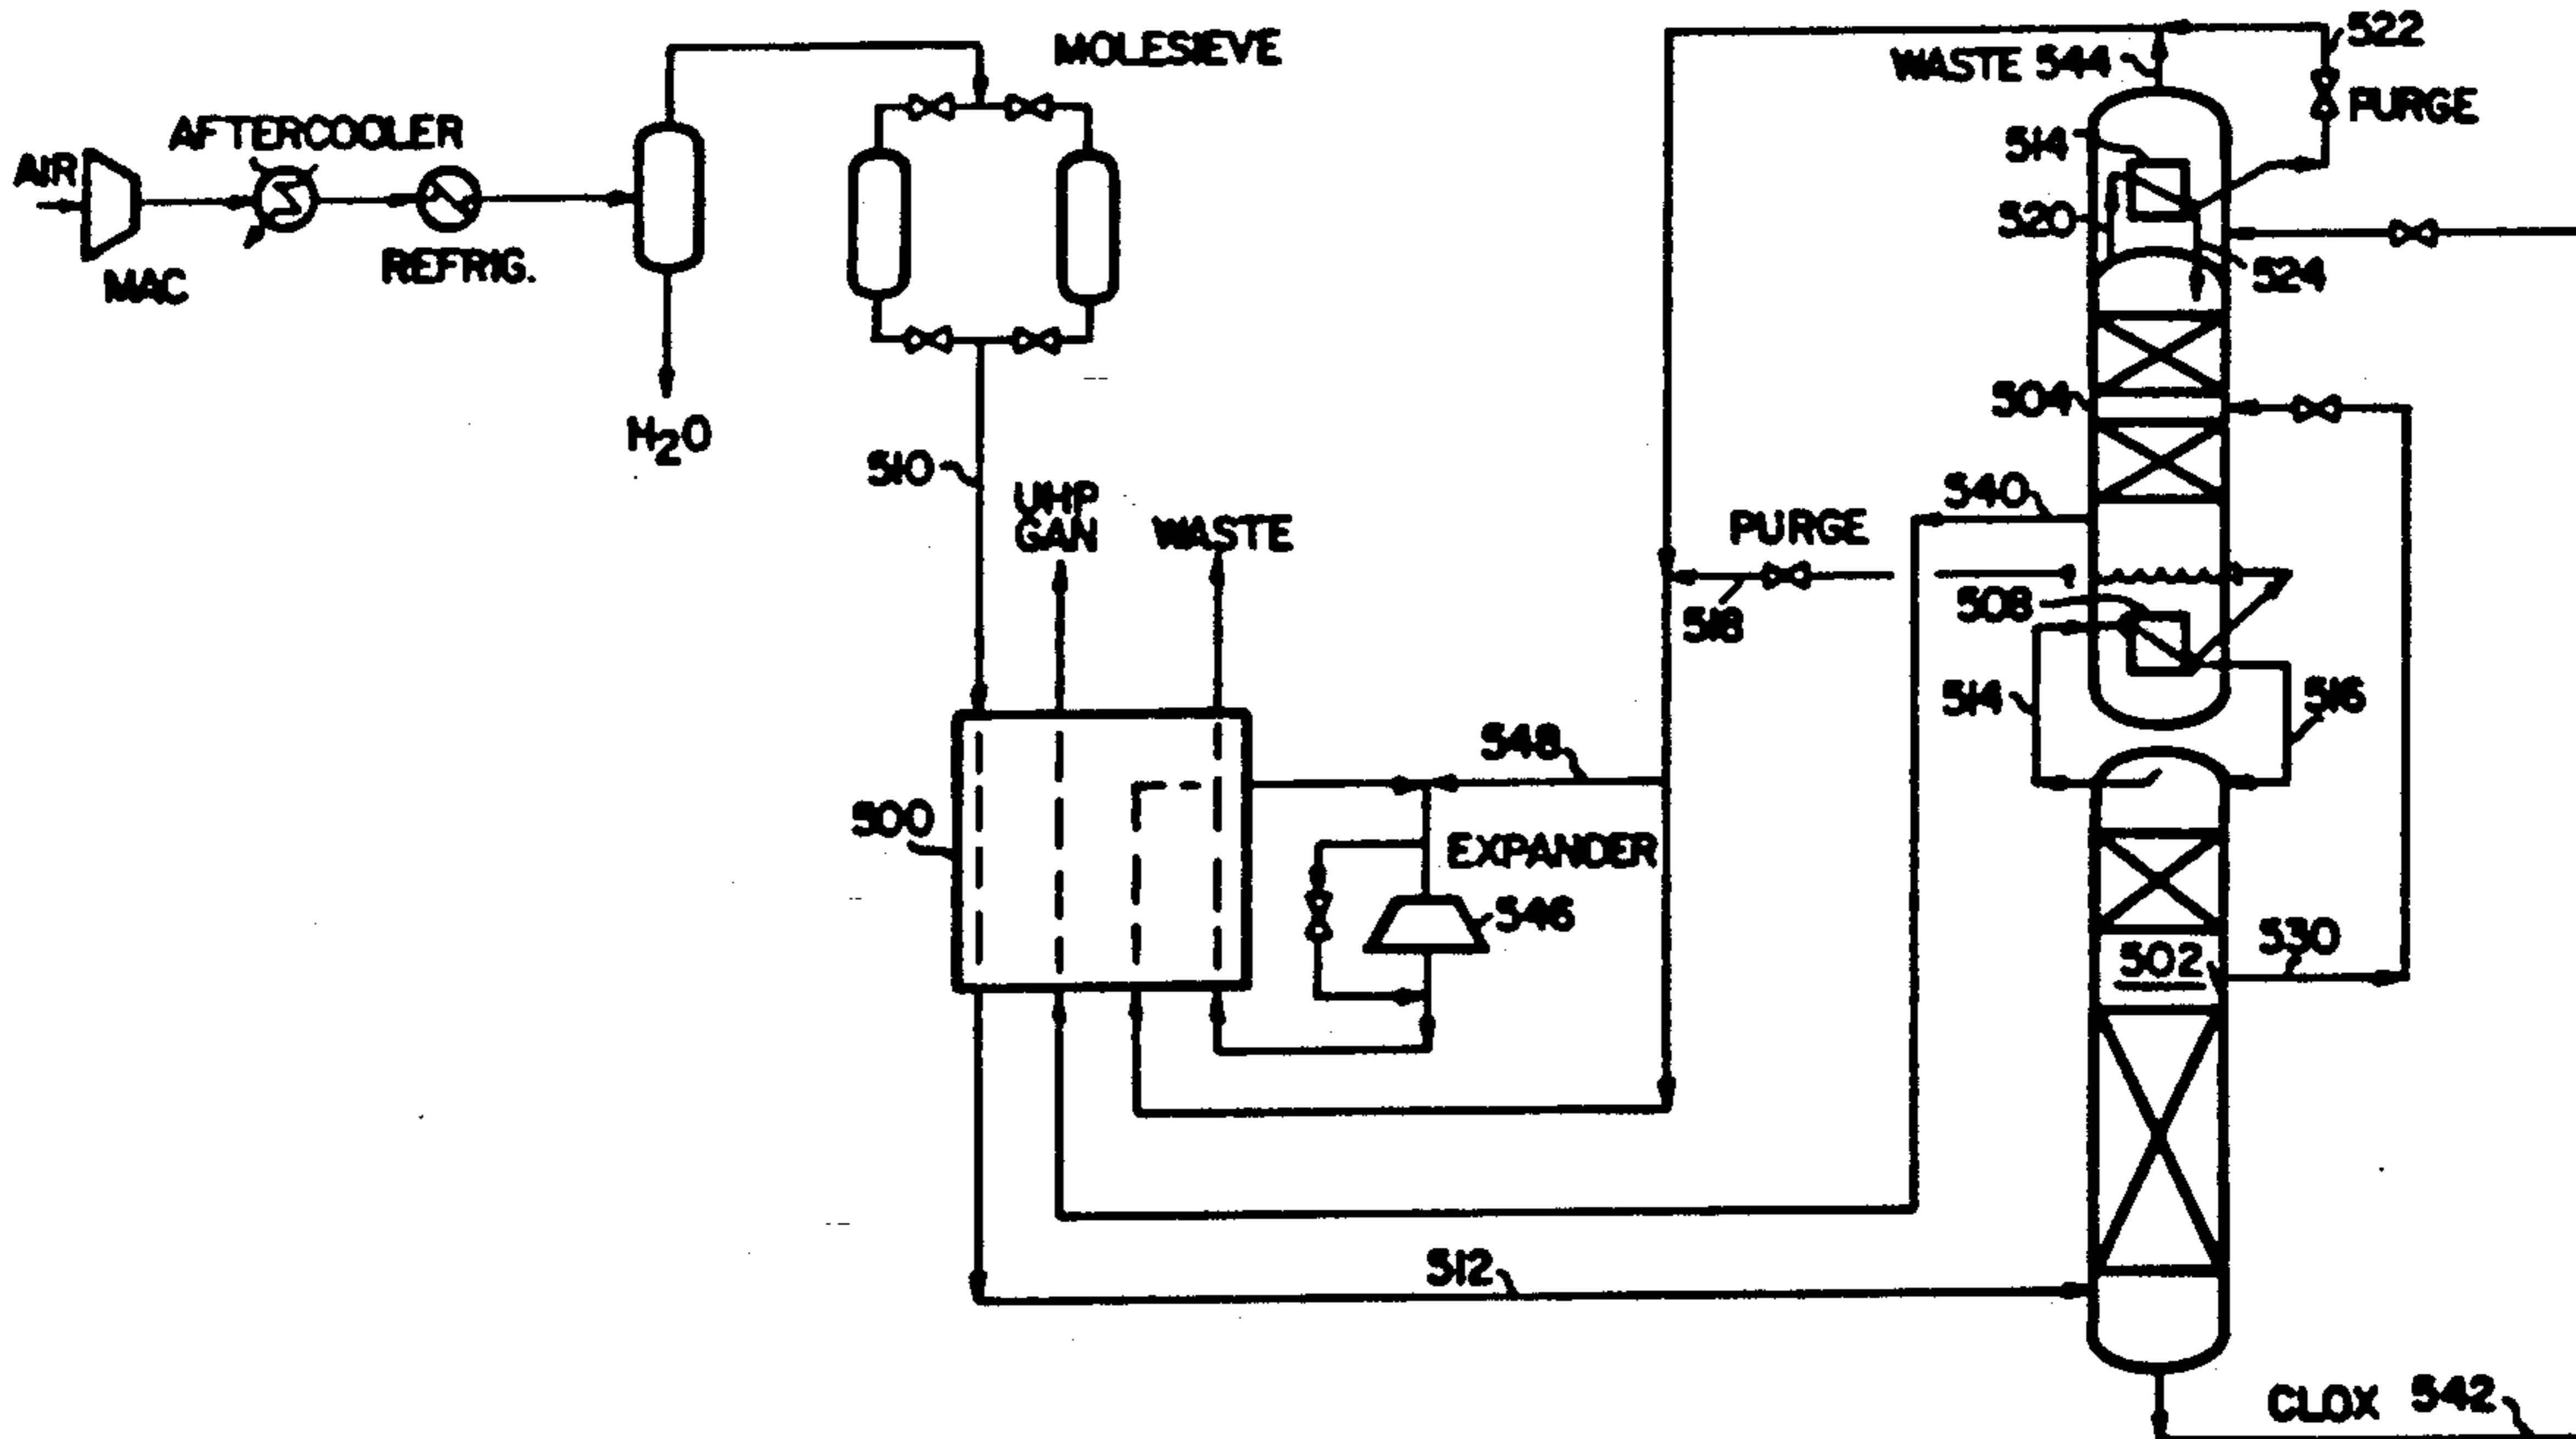 MOLESIEVE
522
WASTE 544
PURGE
AFTERCOOLER
514
AIR
520
524
REFRIG.
MAC
504
H2O
510
UHP
GAN
WASTE
540
PURGE
508
518
514
516
548
500
EXPANDER
546
502
530
512
CLOX 542